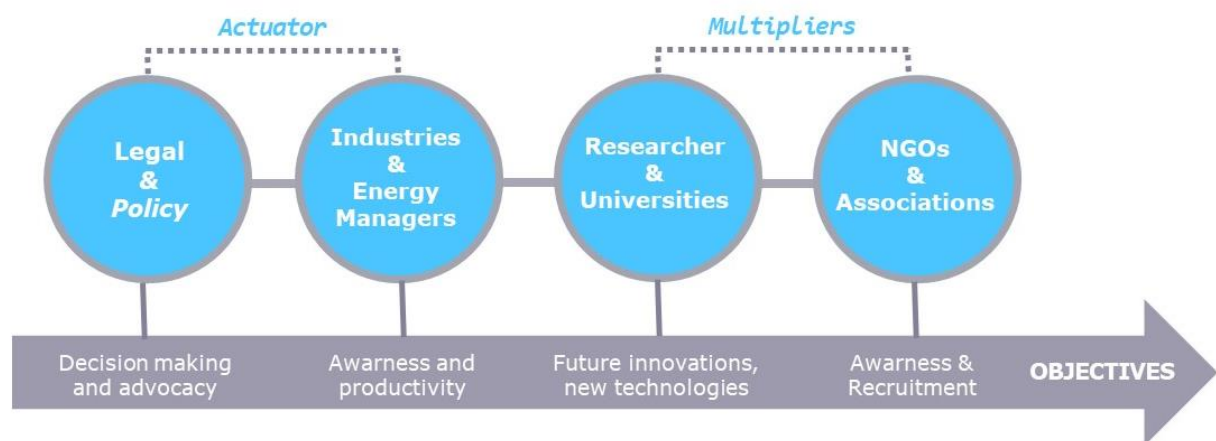 Actuator
Multipliers
Legal
&
Policy
Industries
&
Energy
Managers
Researcher
&
Universities
NGOs
&
Associations
Decision making
and advocacy
Awarness and
productivity
Future innovations,
new technologies
Awarness &
Recruitment
OBJECTIVES